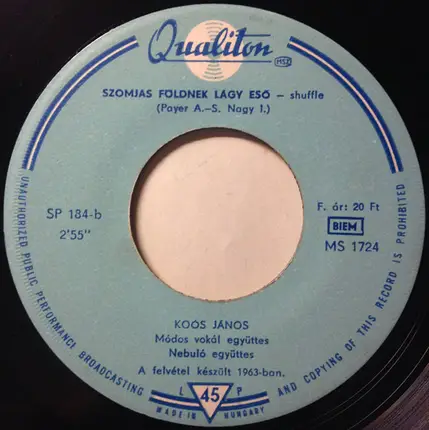 Qualiton
MSZ
SZOMJAS FÖLDNEK LÁGY ESŐ – shuffle
(Payer A.–S. Nagy I.)
SP 184-b
2'55"
F. ár: 20 Ft
BIEM
MS 1724
KOÓS JÁNOS
Módos vokál együttes
Nebuló együttes
A felvétel készült 1963-ban.
L 45 P
MADE IN HUNGARY
UNAUTHORIZED PUBLIC PERFORMANCE BROADCASTING AND COPYING OF THIS RECORD IS PROHIBITED